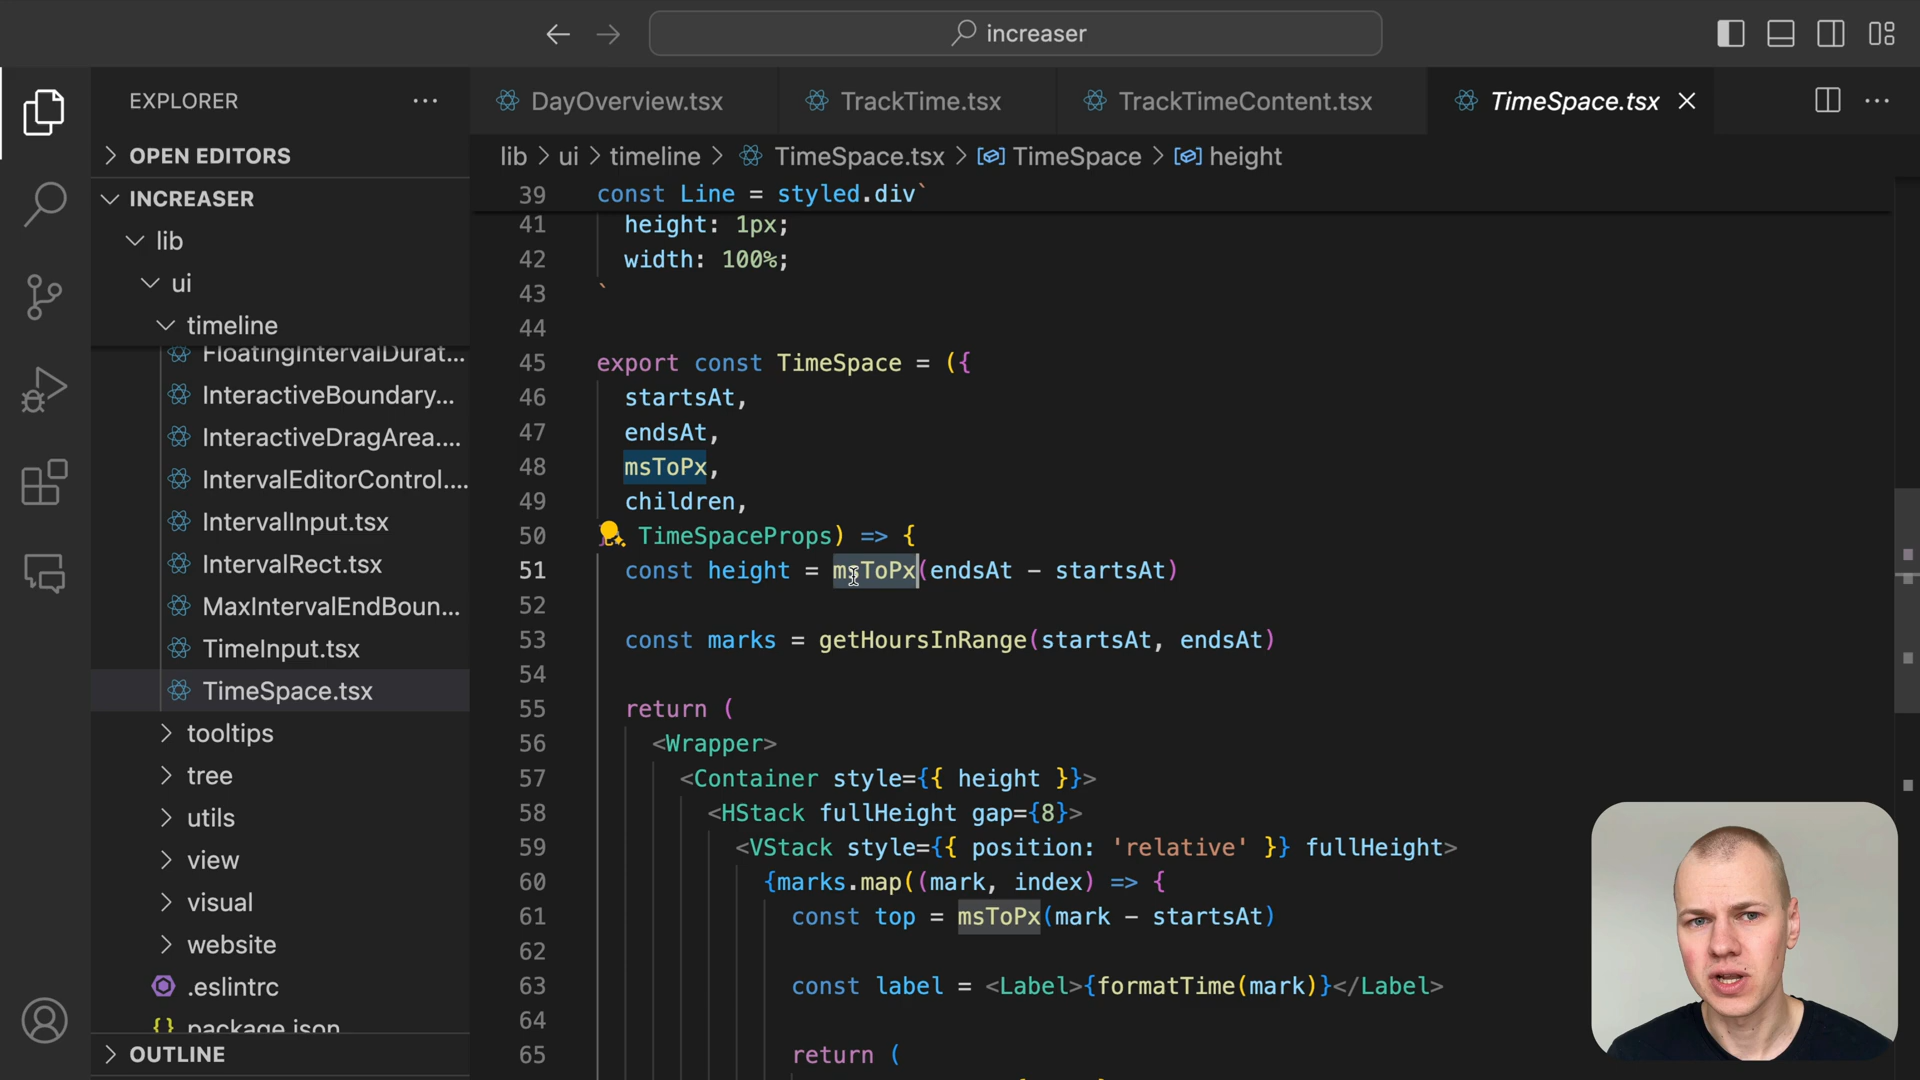 increaser
EXPLORER
DayOverview.tsx
TrackTime.tsx
TrackTimeContent.tsx
TimeSpace.tsx
OPEN EDITORS
lib > ui > timeline > TimeSpace.tsx > TimeSpace > height
INCREASER
lib
ui
timeline
FloatingIntervalDurat...
InteractiveBoundary...
InteractiveDragArea....
IntervalEditorControl....
IntervalInput.tsx
IntervalRect.tsx
MaxIntervalEndBoun...
TimeInput.tsx
TimeSpace.tsx
tooltips
tree
utils
view
visual
website
.eslintrc
package.json
OUTLINE
39 const Line = styled.div`
41 height: 1px;
42 width: 100%;
43 `
44
45 export const TimeSpace = ({
46 startsAt,
47 endsAt,
48 msToPx,
49 children,
50 TimeSpaceProps) => {
51 const height = msToPx(endsAt - startsAt)
52
53 const marks = getHoursInRange(startsAt, endsAt)
54
55 return (
56 <Wrapper>
57 <Container style={{ height }}>
58 <HStack fullHeight gap={8}>
59 <VStack style={{ position: 'relative' }} fullHeight>
60 {marks.map((mark, index) => {
61 const top = msToPx(mark - startsAt)
62
63 const label = <Label>{formatTime(mark)}</Label>
64
65 return (